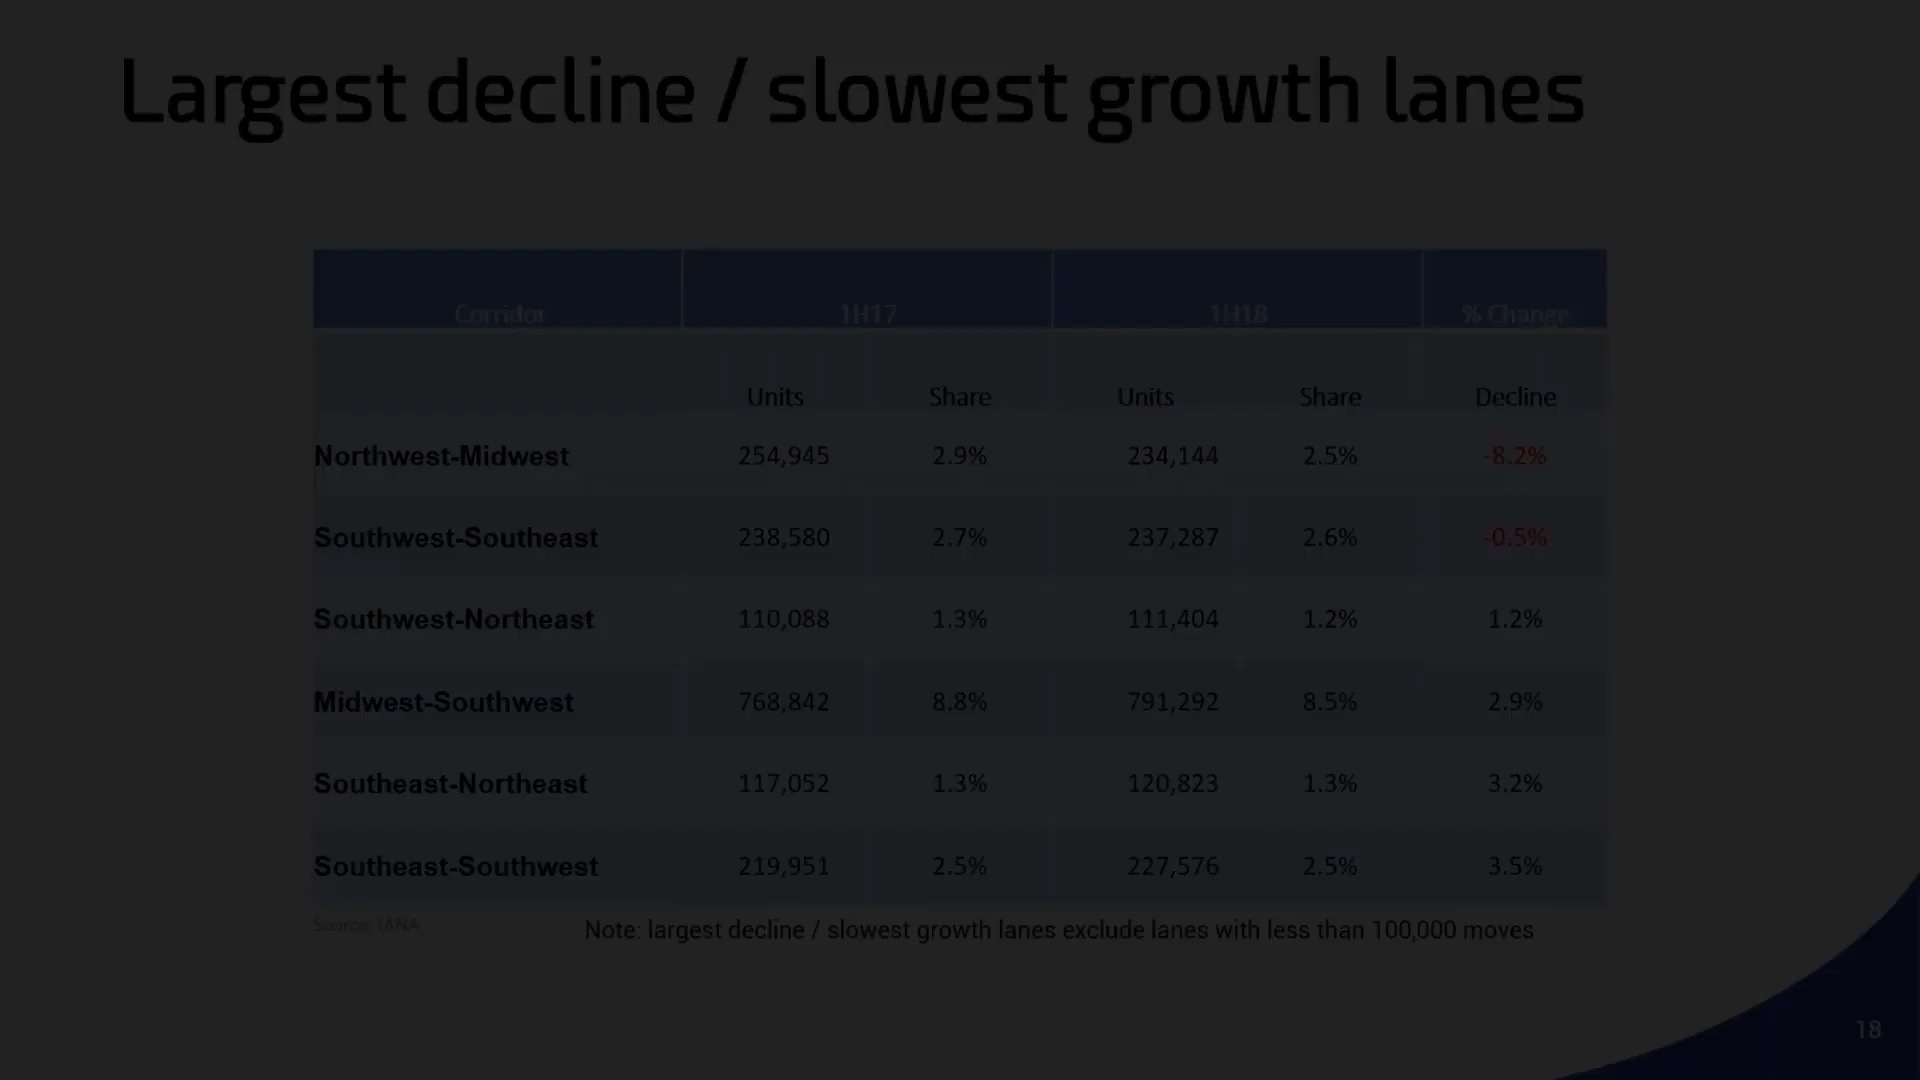 Largest decline / slowest growth lanes
Corridor 1H17 1H18 % Change
Units Share Units Share Decline
Northwest-Midwest 254,945 2.9% 234,144 2.5% -8.2%
Southwest-Southeast 238,580 2.7% 237,287 2.6% -0.5%
Southwest-Northeast 110,088 1.3% 111,404 1.2% 1.2%
Midwest-Southwest 768,842 8.8% 791,292 8.5% 2.9%
Southeast-Northeast 117,052 1.3% 120,823 1.3% 3.2%
Southeast-Southwest 219,951 2.5% 227,576 2.5% 3.5%
Source: IANA
Note: largest decline / slowest growth lanes exclude lanes with less than 100,000 moves
18